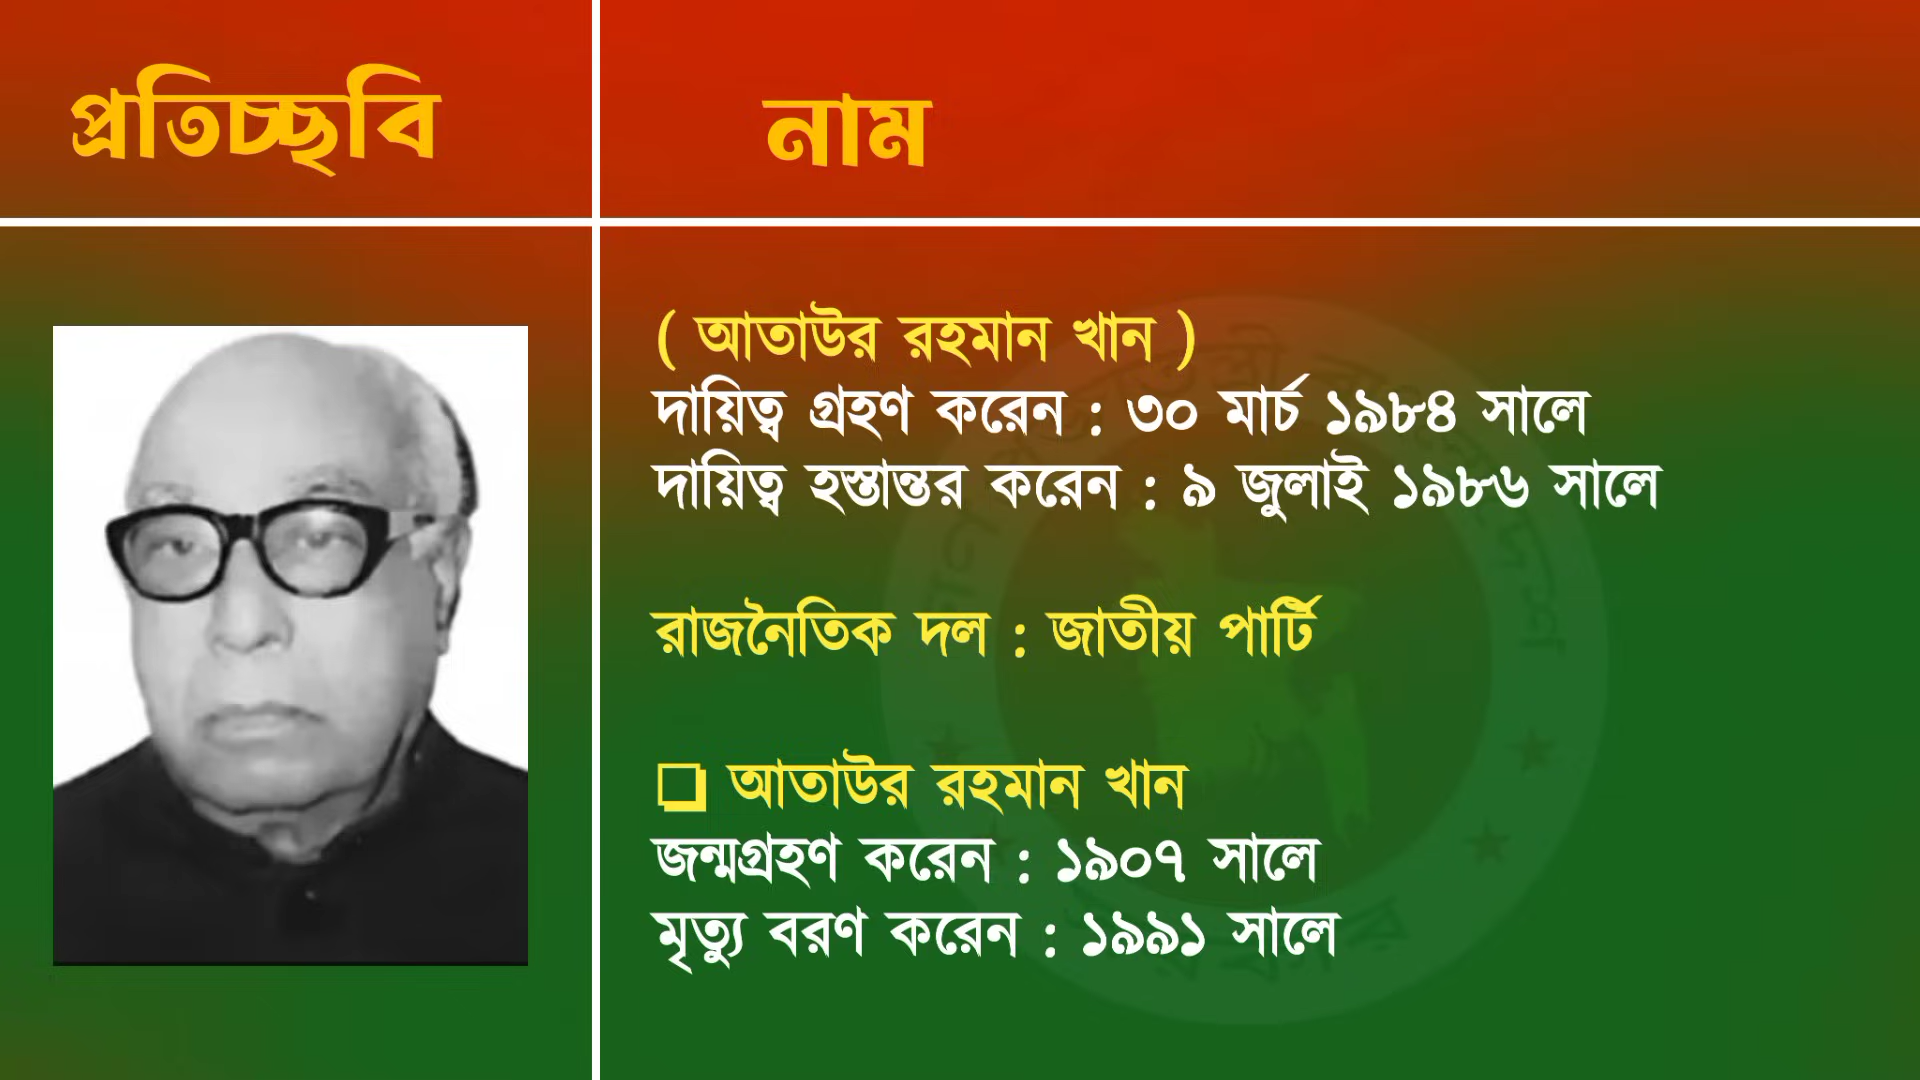 প্রতিচ্ছবি
নাম
( আতাউর রহমান খান )
দায়িত্ব গ্রহণ করেন : ৩০ মার্চ ১৯৮৪ সালে
দায়িত্ব হস্তান্তর করেন : ৯ জুলাই ১৯৮৬ সালে
রাজনৈতিক দল : জাতীয় পার্টি
❑ আতাউর রহমান খান
জন্মগ্রহণ করেন : ১৯০৭ সালে
মৃত্যু বরণ করেন : ১৯৯১ সালে